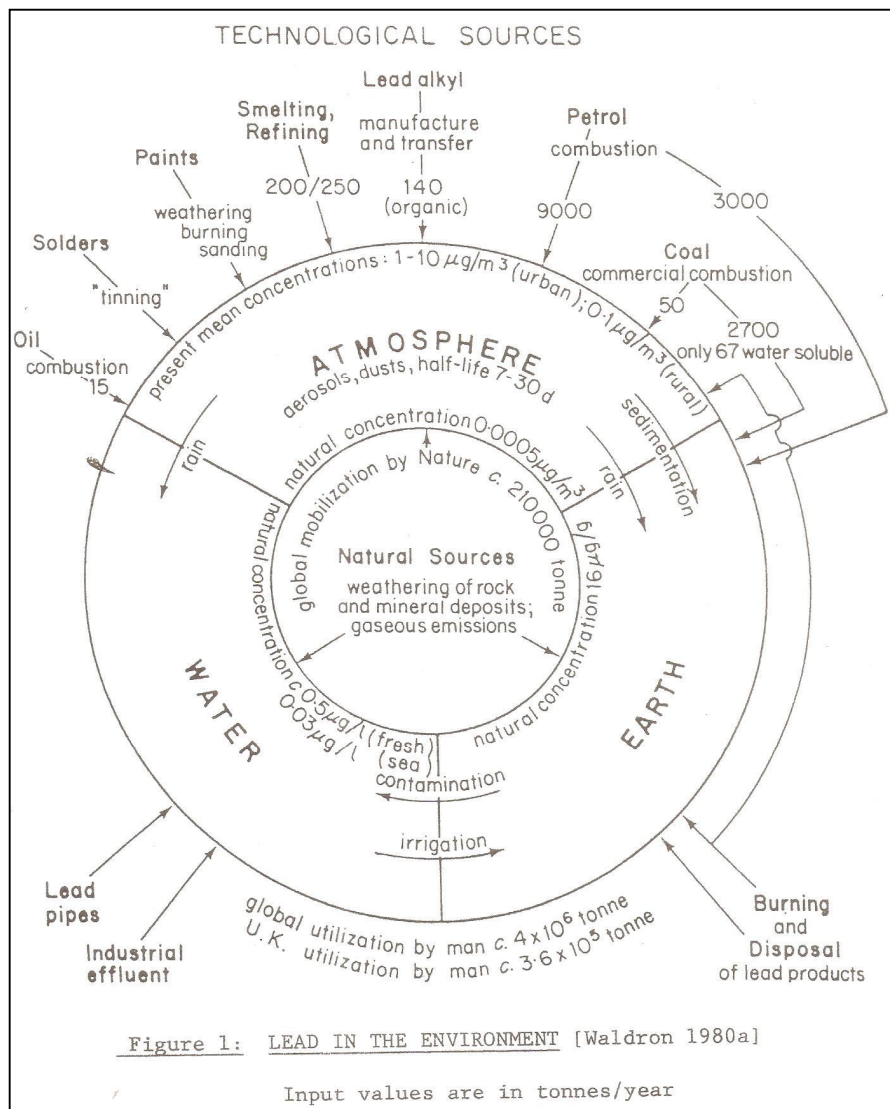 TECHNOLOGICAL SOURCES
Lead alkyl
manufacture
and transfer
140
(organic)
Smelting,
Refining
200/250
Petrol
combustion
9000
3000
Paints
weathering
burning
sanding
Solders
"tinning"
Oil
combustion
15
Coal
commercial combustion
50
2700
only 67 water soluble
present mean concentrations: 1-10 μg/m³ (urban); 0·1 μg/m³ (rural)
ATMOSPHERE
aerosols, dusts, half-life 7-30 d
rain
rain
sedimentation
natural concentration 0·0005 μg/m³
global mobilization by Nature c. 210000 tonne
Natural Sources
weathering of rock
and mineral deposits;
gaseous emissions
natural concentration c 0·5 μg/l (fresh)
0·03 μg/l (sea)
natural concentration 16 μg/g
WATER
EARTH
contamination
irrigation
Lead
pipes
Industrial
effluent
global utilization by man c. 4 x 10⁶ tonne
U.K. utilization by man c. 3·6 x 10⁵ tonne
Burning
and
Disposal
of lead products
Figure 1: LEAD IN THE ENVIRONMENT [Waldron 1980a]
Input values are in tonnes/year